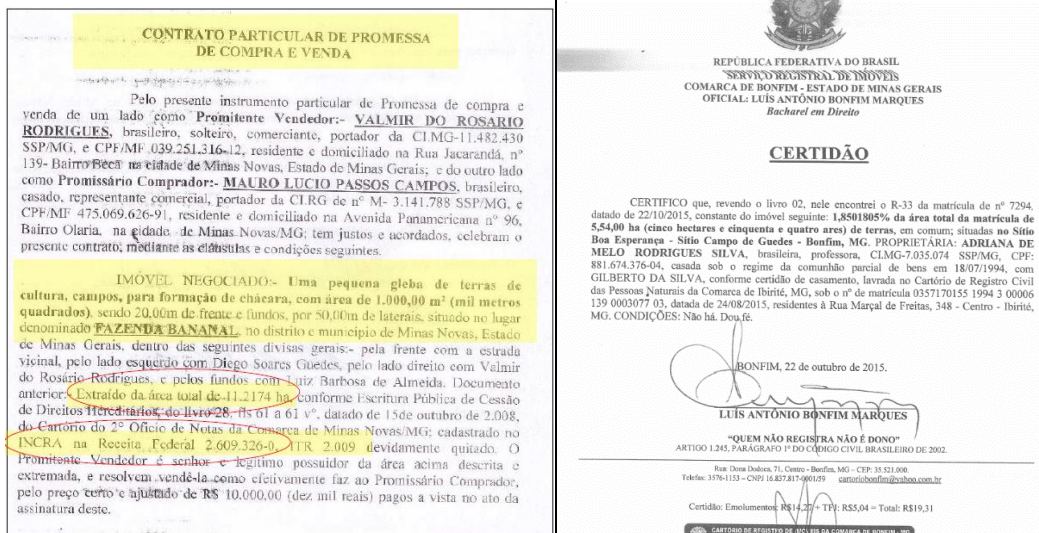 CONTRATO PARTICULAR DE PROMESSA
DE COMPRA E VENDA
Pelo presente instrumento particular de Promessa de compra e
venda de um lado como Promitente Vendedor:- VALMIR DO ROSARIO
RODRIGUES, brasileiro, solteiro, comerciante, portador da CI.MG-11.482.430
SSP/MG, e CPF/MF 039.251.316-12, residente e domiciliado na Rua Jacarandá, nº
139- Bairro Beca na cidade de Minas Novas, Estado de Minas Gerais; e do outro lado
como Promissário Comprador:- MAURO LUCIO PASSOS CAMPOS, brasileiro,
casado, representante comercial, portador da CI.RG de nº M- 3.141.788 SSP/MG, e
CPF/MF 475.069.626-91, residente e domiciliado na Avenida Panamericana nº 96,
Bairro Olaria, na cidade de Minas Novas/MG; tem justos e acordados, celebram o
presente contrato, mediante as cláusulas e condições seguintes.
IMÓVEL NEGOCIADO:- Uma pequena gleba de terras de
cultura, campos, para formação de chácara, com área de 1.000,00 m² (mil metros
quadrados), sendo 20,00m de frente e fundos, por 50,00m de laterais, situado no lugar
denominado FAZENDA BANANAL, no distrito e município de Minas Novas, Estado
de Minas Gerais, dentro das seguintes divisas gerais:- pela frente com a estrada
vicinal, pelo lado esquerdo com Diego Soares Guedes, pelo lado direito com Valmir
do Rosário Rodrigues, e pelos fundos com Luiz Barbosa de Almeida. Documento
anterior:- Extraído da área total de 11.2174 ha, conforme Escritura Pública de Cessão
de Direitos Hereditários, do livro 28, fls 61 a 61 vº, datado de 15de outubro de 2.008,
do Cartório do 2º Oficio de Notas da Comarca de Minas Novas/MG; cadastrado no
INCRA na Receita Federal 2.609.326-0, ITR 2.009 devidamente quitado. O
Promitente Vendedor é senhor e legítimo possuidor da área acima descrita e
extremada, e resolvem vendê-la como efetivamente faz ao Promissário Comprador,
pelo preço certo e ajustado de R$ 10.000,00 (dez mil reais) pagos a vista no ato da
assinatura deste.
REPÚBLICA FEDERATIVA DO BRASIL
SERVIÇO REGISTRAL DE IMÓVEIS
COMARCA DE BONFIM - ESTADO DE MINAS GERAIS
OFICIAL: LUÍS ANTÔNIO BONFIM MARQUES
Bacharel em Direito
CERTIDÃO
CERTIFICO que, revendo o livro 02, nele encontrei o R-33 da matrícula de nº 7294,
datado de 22/10/2015, constante do imóvel seguinte: 1,8501805% da área total da matrícula de
5,54,00 ha (cinco hectares e cinquenta e quatro ares) de terras, em comum; situadas no Sítio
Boa Esperança - Sítio Campo de Guedes - Bonfim, MG. PROPRIETÁRIA: ADRIANA DE
MELO RODRIGUES SILVA, brasileira, professora, CI.MG-7.035.074 SSP/MG, CPF:
881.674.376-04, casada sob o regime da comunhão parcial de bens em 18/07/1994, com
GILBERTO DA SILVA, conforme certidão de casamento, lavrada no Cartório de Registro Civil
das Pessoas Naturais da Comarca de Ibirité, MG, sob o nº de matrícula 0357170155 1994 3 00006
139 0003077 03, datada de 24/08/2015, residentes à Rua Marçal de Freitas, 348 - Centro - Ibirité,
MG. CONDIÇÕES: Não há. Dou fé.
BONFIM, 22 de outubro de 2015.
LUÍS ANTÔNIO BONFIM MARQUES
"QUEM NÃO REGISTRA NÃO É DONO"
ARTIGO 1.245, PARÁGRAFO 1º DO CÓDIGO CIVIL BRASILEIRO DE 2002.
Rua: Dona Dodoca, 71, Centro - Bonfim, MG – CEP: 35.521.000.
Telefax: 3576-1153 – CNPJ 16.837.817-0001/59 cartoriobonfim@yahoo.com.br
Certidão: Emolumentos: R$14,27 + TFJ: R$5,04 = Total: R$19,31
CARTÓRIO DE REGISTRO DE IMÓVEIS DA COMARCA DE BONFIM - MG